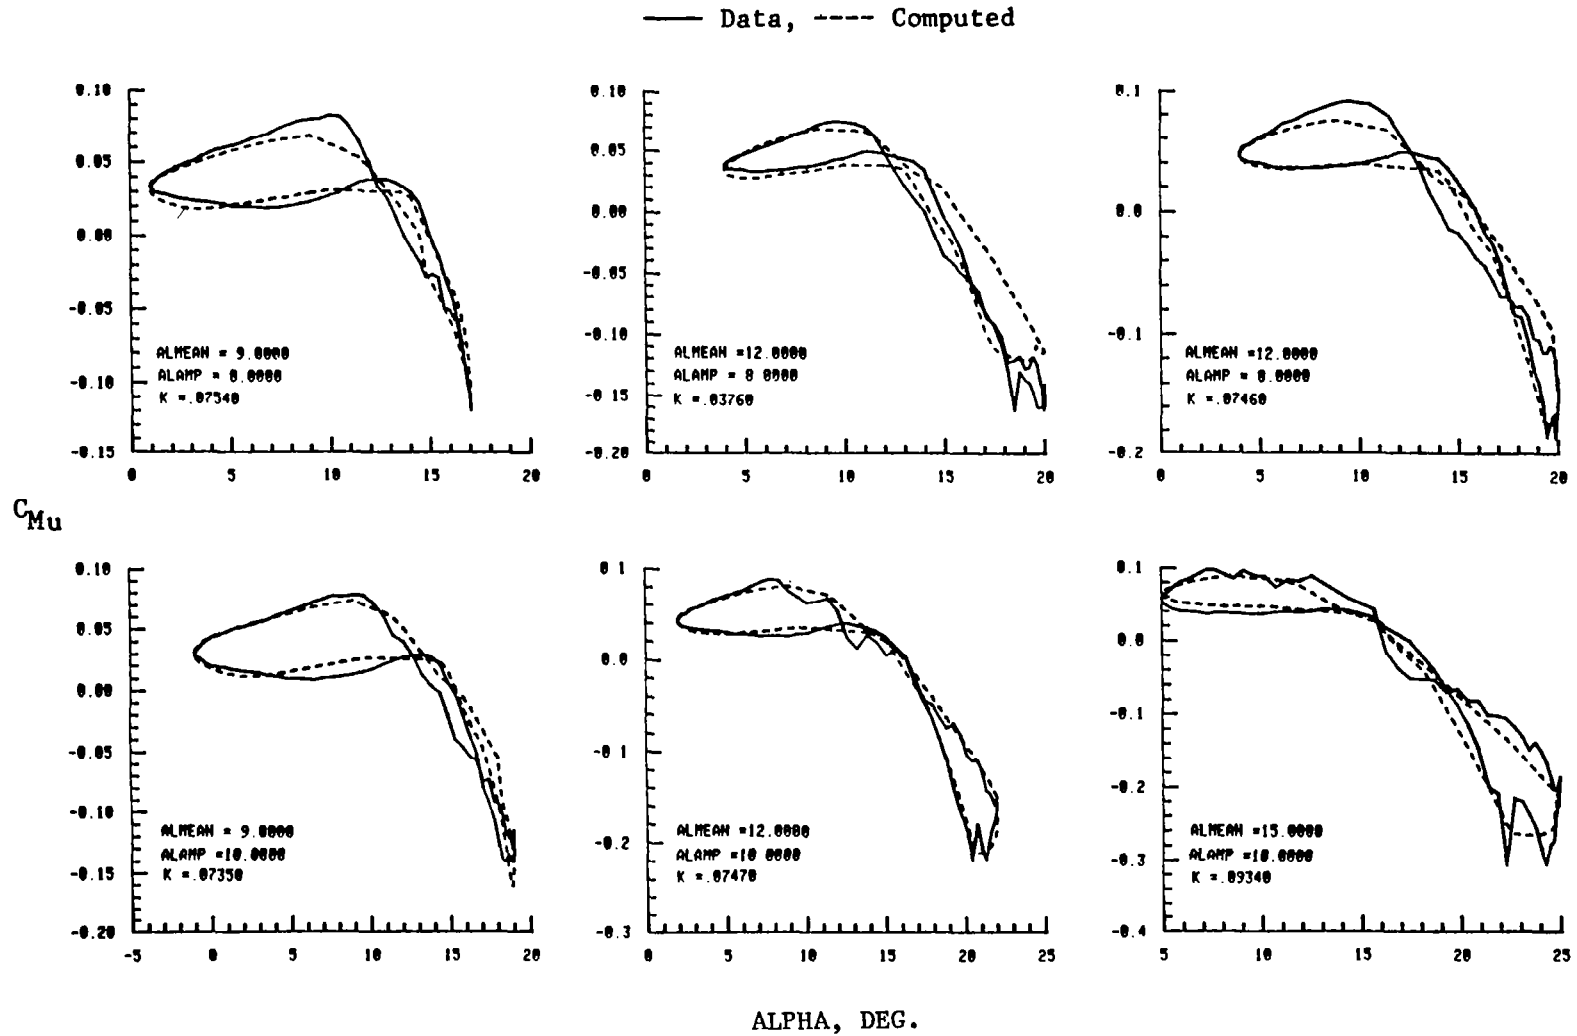 Data, Computed
0.10 0.10 0.1
0.05 0.05
0.00 0.00 0.0
-0.05 -0.05
-0.10 -0.10 -0.1
-0.15 -0.15
-0.20 -0.2
ALMEAN = 9.0000
ALAMP = 8.0000
K =.07540
ALMEAN =12.0000
ALAMP = 8 0000
K =.03760
ALMEAN =12.0000
ALAMP = 8.0000
K =.07460
0 5 10 15 20
0 5 10 15 20
0 5 10 15 20
CMu
0.10 0.1 0.1
0.05
0.00 0.0 0.0
-0.05
-0.10 -0 1 -0.1
-0.15
-0.20 -0.2 -0.2
-0.3 -0.3
-0.4
ALMEAN = 9.0000
ALAMP =10.0000
K =.07350
ALMEAN =12.0000
ALAMP =10 0000
K =.07470
ALMEAN =15.0000
ALAMP =10.0000
K =.09340
-5 0 5 10 15 20
0 5 10 15 20 25
5 10 15 20 25
ALPHA, DEG.